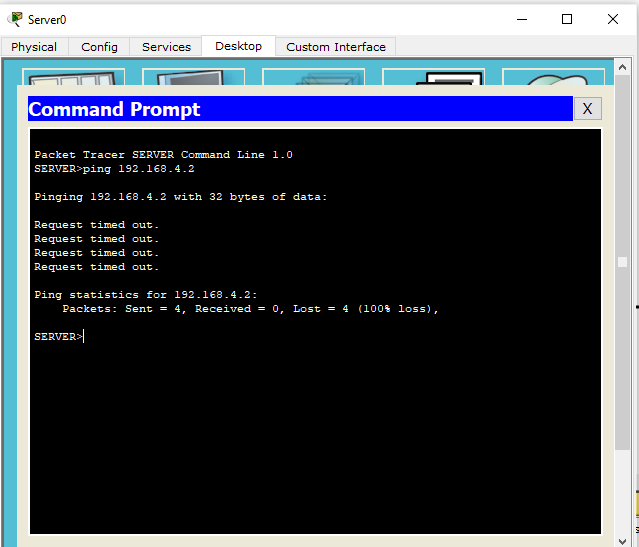 Server0
Physical Config Services Desktop Custom Interface
Command Prompt X
Packet Tracer SERVER Command Line 1.0
SERVER>ping 192.168.4.2
Pinging 192.168.4.2 with 32 bytes of data:
Request timed out.
Request timed out.
Request timed out.
Request timed out.
Ping statistics for 192.168.4.2:
Packets: Sent = 4, Received = 0, Lost = 4 (100% loss),
SERVER>